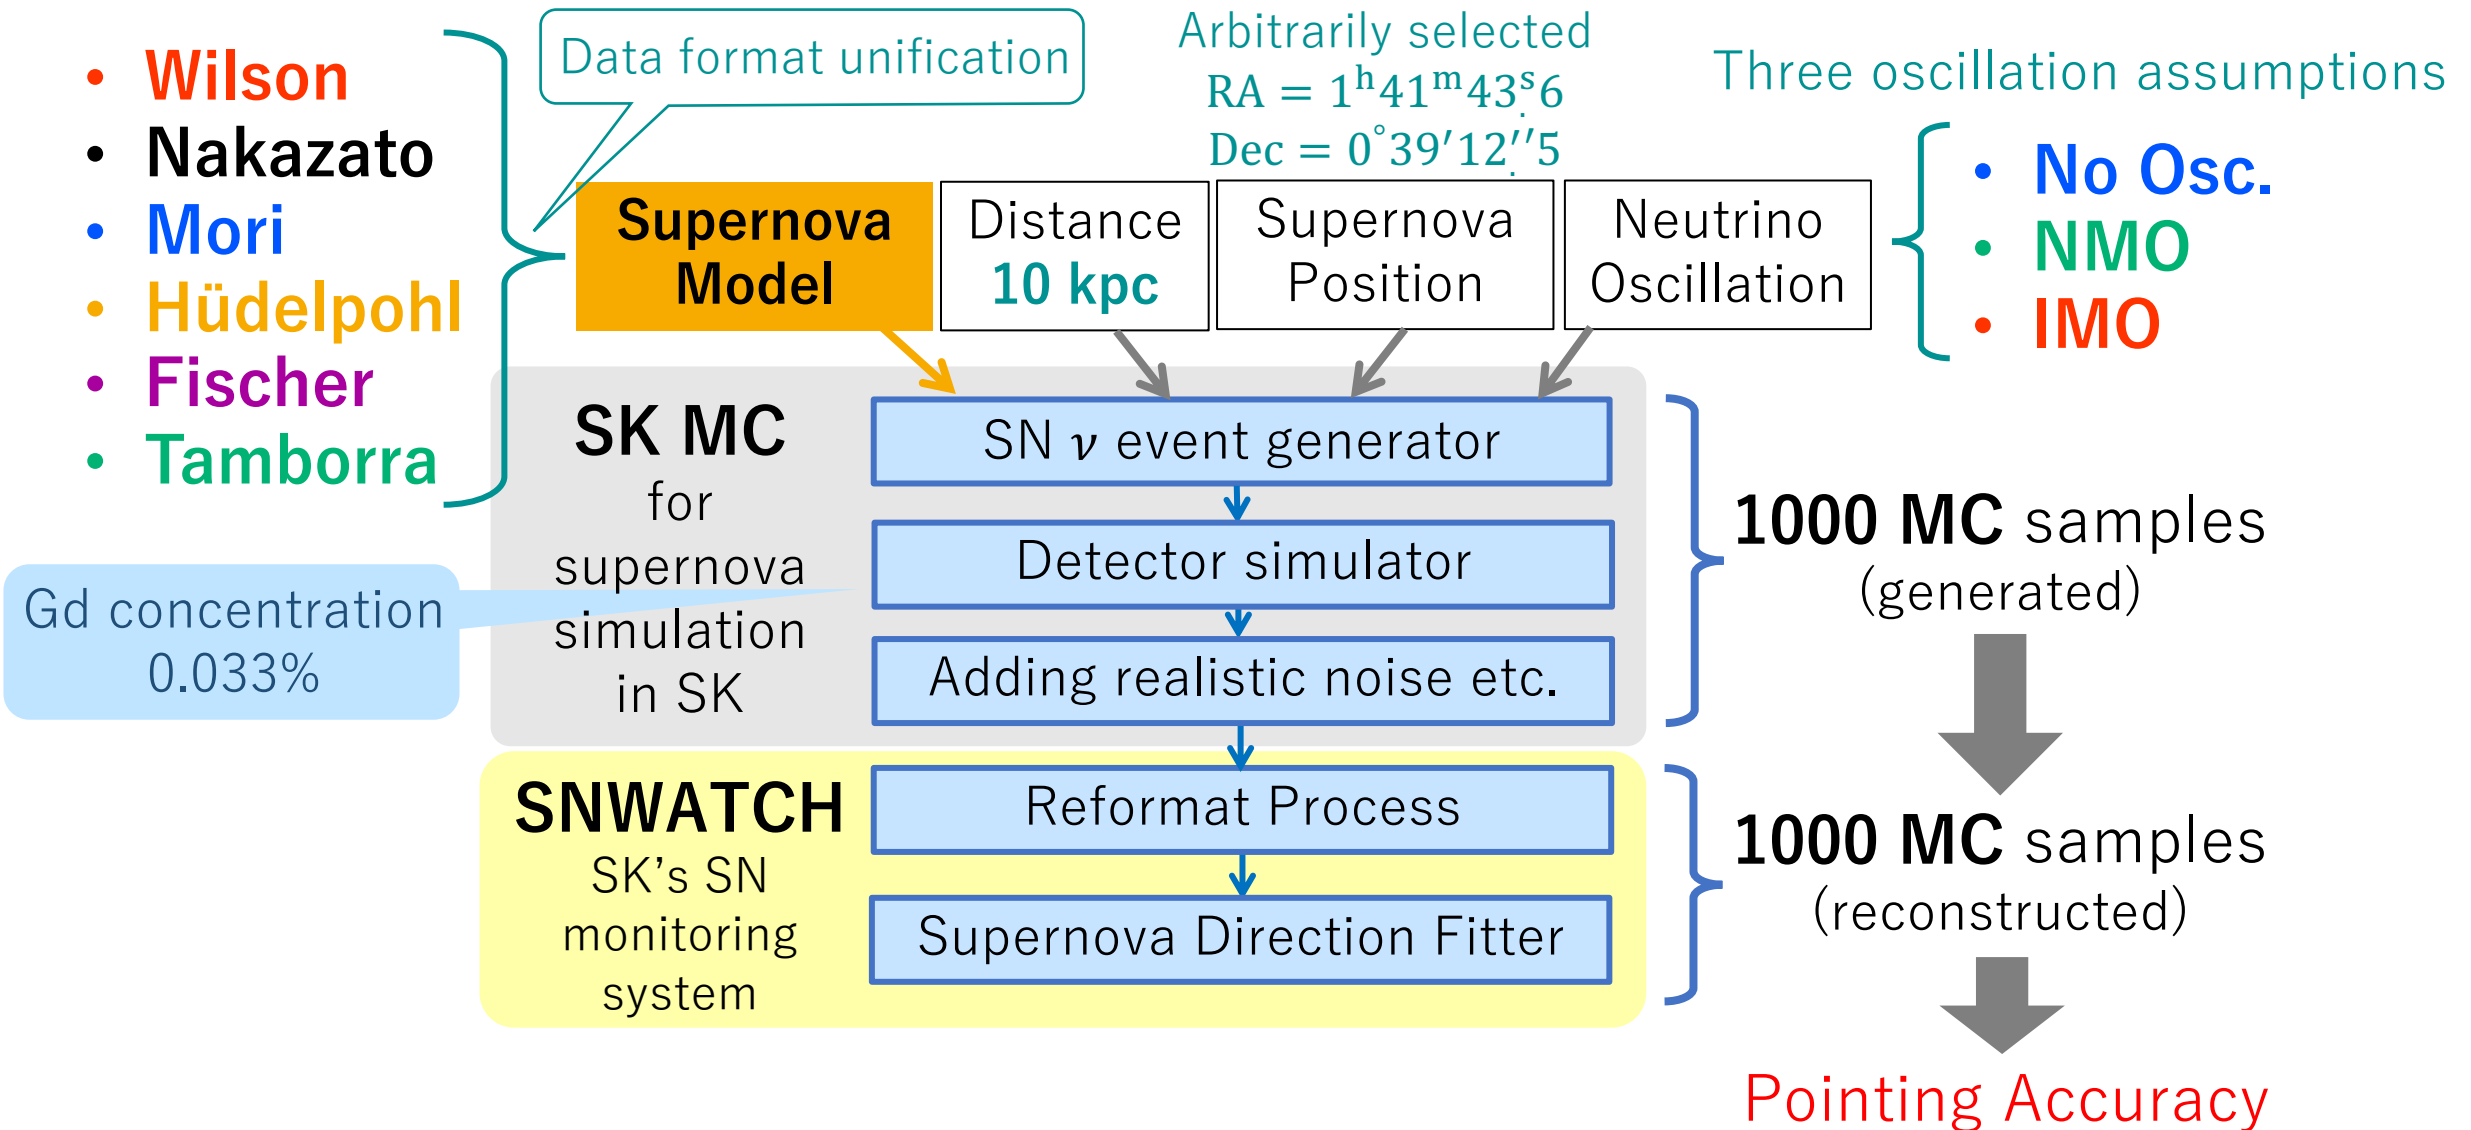 • Wilson
• Nakazato
• Mori
• Hüdelpohl
• Fischer
• Tamborra
Data format unification
Arbitrarily selected
RA = 1ʰ41ᵐ43ˢ.6
Dec = 0°39′12′′.5
Three oscillation assumptions
• No Osc.
• NMO
• IMO
Supernova
Model
Distance
10 kpc
Supernova
Position
Neutrino
Oscillation
SK MC
for
supernova
simulation
in SK
SN ν event generator
Detector simulator
Adding realistic noise etc.
Gd concentration
0.033%
1000 MC samples
(generated)
SNWATCH
SK’s SN
monitoring
system
Reformat Process
Supernova Direction Fitter
1000 MC samples
(reconstructed)
Pointing Accuracy